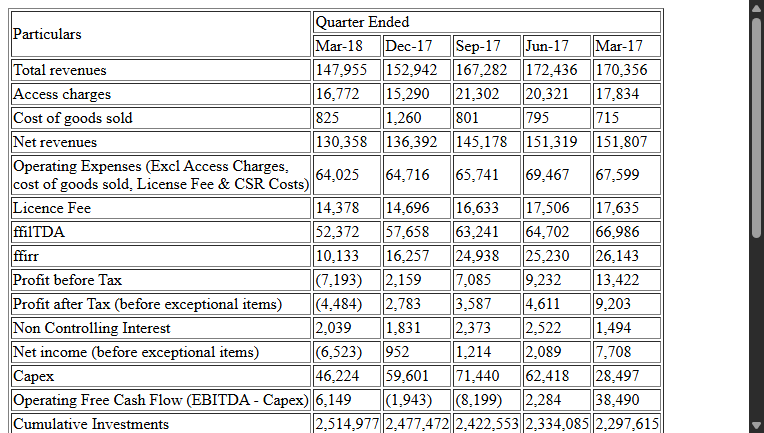 Particulars Quarter Ended
Mar-18 Dec-17 Sep-17 Jun-17 Mar-17
Total revenues 147,955 152,942 167,282 172,436 170,356
Access charges 16,772 15,290 21,302 20,321 17,834
Cost of goods sold 825 1,260 801 795 715
Net revenues 130,358 136,392 145,178 151,319 151,807
Operating Expenses (Excl Access Charges,
cost of goods sold, License Fee & CSR Costs) 64,025 64,716 65,741 69,467 67,599
Licence Fee 14,378 14,696 16,633 17,506 17,635
ffilTDA 52,372 57,658 63,241 64,702 66,986
ffirr 10,133 16,257 24,938 25,230 26,143
Profit before Tax (7,193) 2,159 7,085 9,232 13,422
Profit after Tax (before exceptional items) (4,484) 2,783 3,587 4,611 9,203
Non Controlling Interest 2,039 1,831 2,373 2,522 1,494
Net income (before exceptional items) (6,523) 952 1,214 2,089 7,708
Capex 46,224 59,601 71,440 62,418 28,497
Operating Free Cash Flow (EBITDA - Capex) 6,149 (1,943) (8,199) 2,284 38,490
Cumulative Investments 2,514,977 2,477,472 2,422,553 2,334,085 2,297,615